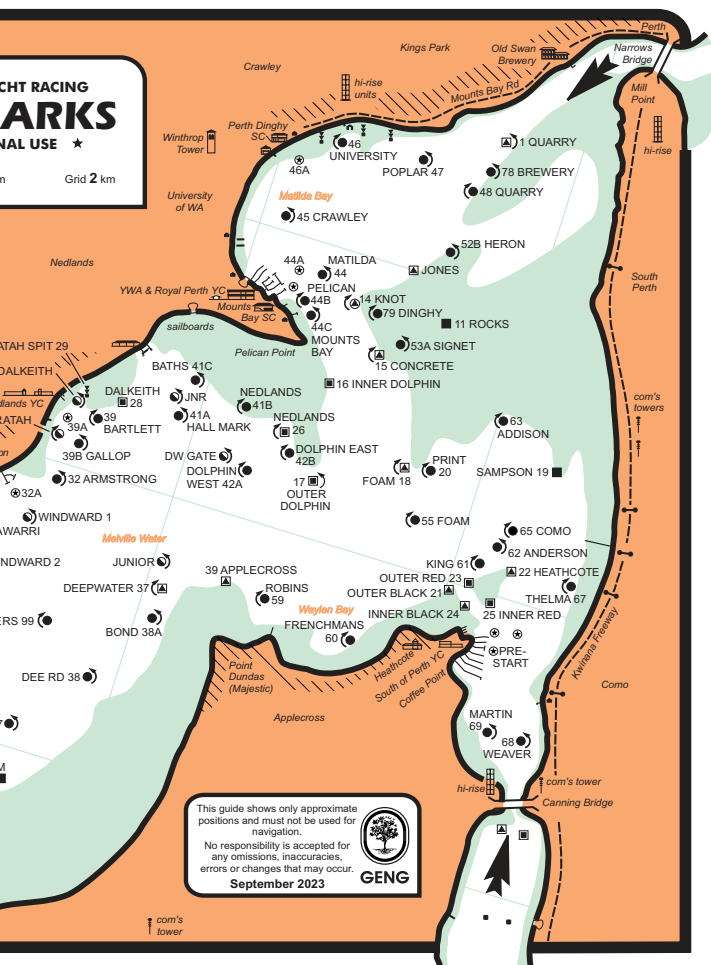 Perth
Kings Park
Old Swan
Brewery
Narrows
Bridge
Crawley
CHT RACING
ARKS
NAL USE ★
m
Grid 2 km
hi-rise
units
Mounts Bay Rd
Mill
Point
hi-rise
Winthrop
Tower
Perth Dinghy
SC
46
UNIVERSITY
46A
POPLAR 47
1 QUARRY
78 BREWERY
48 QUARRY
University
of WA
Matilda Bay
45 CRAWLEY
52B HERON
Nedlands
44A
MATILDA
44
JONES
South
Perth
YWA & Royal Perth YC
PELICAN
44B
14 KNOT
79 DINGHY
Mounts
Bay SC
44C
MOUNTS
BAY
11 ROCKS
sailboards
Pelican Point
53A SIGNET
15 CONCRETE
ATAH SPIT 29
DALKEITH
BATHS 41C
16 INNER DOLPHIN
dlands YC
DALKEITH
28
JNR
NEDLANDS
41B
com's
towers
RATAH
39A
39
BARTLETT
41A
HALL MARK
NEDLANDS
26
63
ADDISON
on
39B GALLOP
DW GATE
DOLPHIN EAST
42B
DOLPHIN
WEST 42A
PRINT
20
FOAM 18
SAMPSON 19
32 ARMSTRONG
17
OUTER
DOLPHIN
32A
WINDWARD 1
AWARRI
55 FOAM
65 COMO
Melville Water
62 ANDERSON
NDWARD 2
JUNIOR
39 APPLECROSS
KING 61
22 HEATHCOTE
OUTER RED 23
DEEPWATER 37
ROBINS
59
OUTER BLACK 21
THELMA 67
Waylen Bay
INNER BLACK 24
25 INNER RED
ERS 99
BOND 38A
FRENCHMANS
60
Kwinana Freeway
PRE-
START
Heathcote
South of Perth YC
Coffee Point
DEE RD 38
Point
Dundas
(Majestic)
Como
Applecross
7
MARTIN
69
68
WEAVER
M
hi-rise
com's tower
Canning Bridge
This guide shows only approximate
positions and must not be used for
navigation.
No responsibility is accepted for
any omissions, inaccuracies,
errors or changes that may occur.
September 2023
GENG
com's
tower